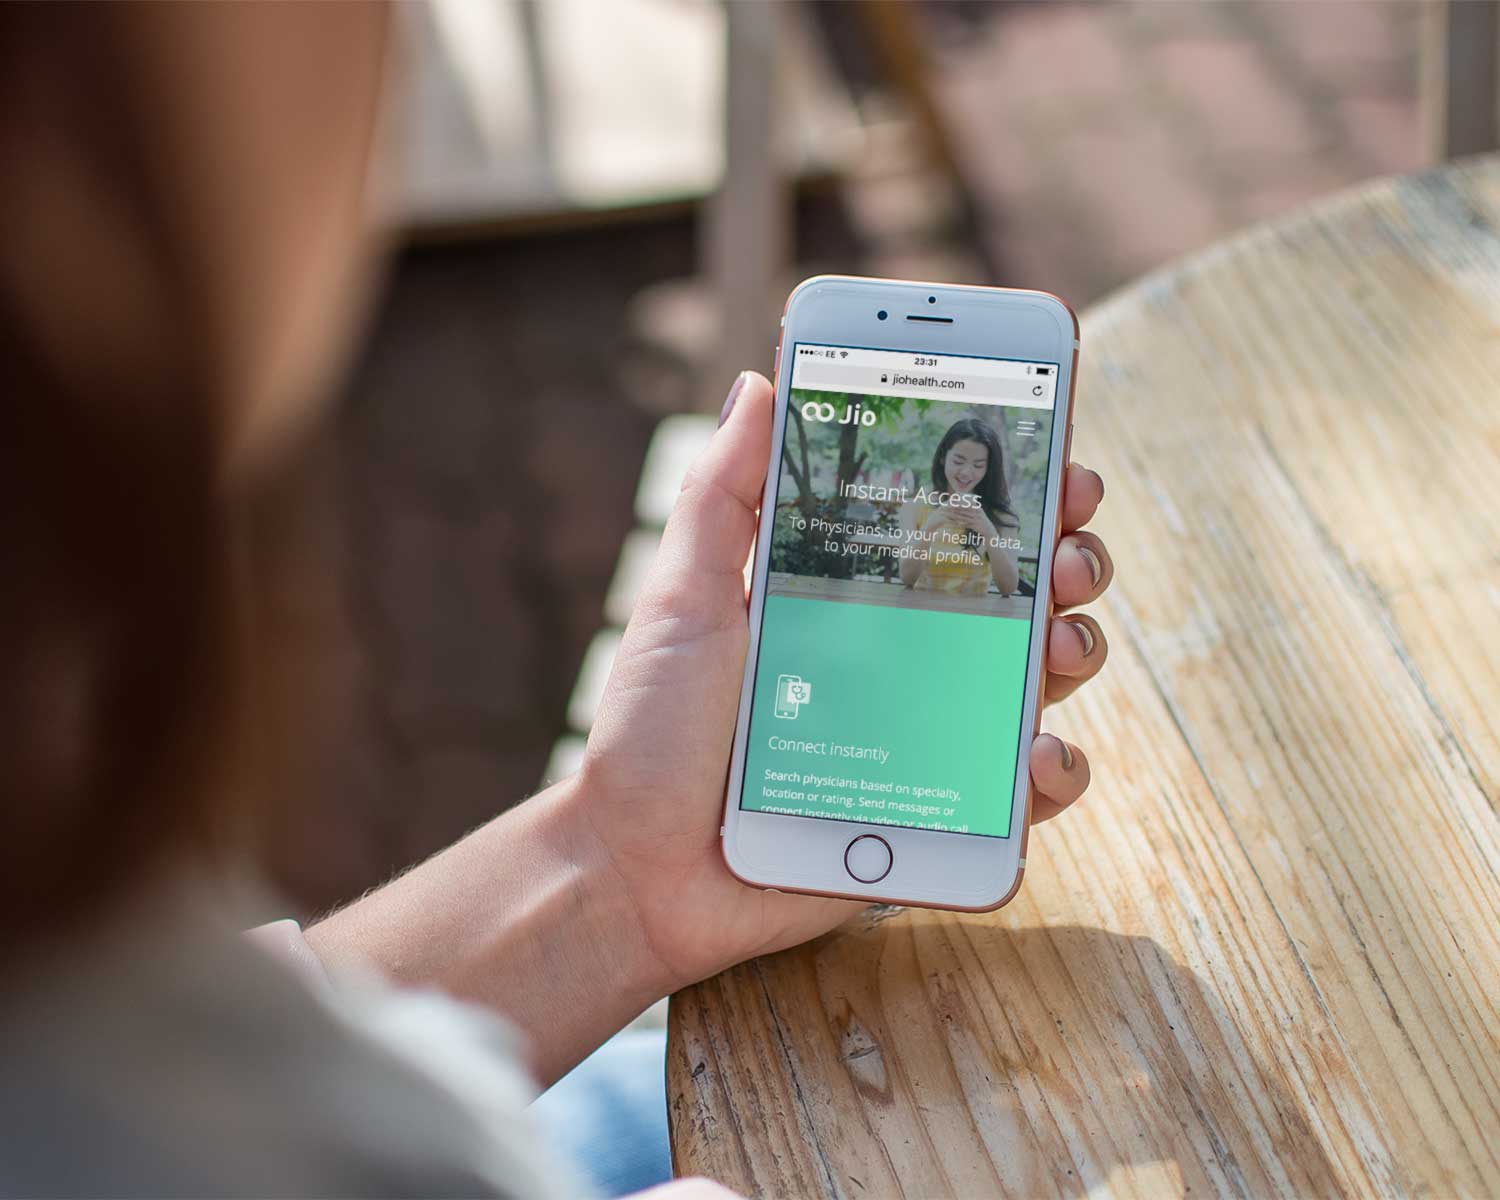 EE 23:31
jiohealth.com
Jio
Instant Access
To Physicians, to your health data,
to your medical profile.
Connect instantly
Search physicians based on specialty,
location or rating. Send messages or
connect instantly via video or audio call